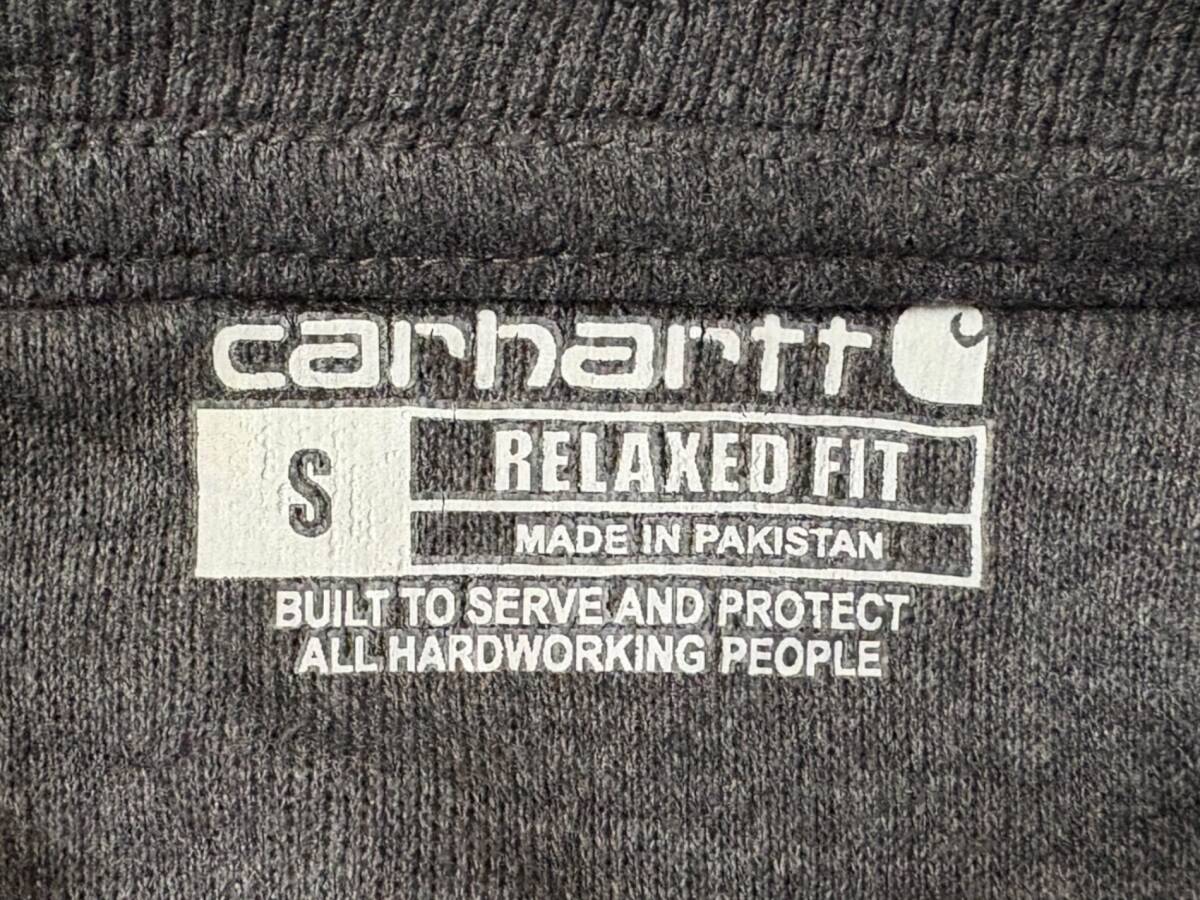 carhartt
S
RELAXED FIT
MADE IN PAKISTAN
BUILT TO SERVE AND PROTECT
ALL HARDWORKING PEOPLE